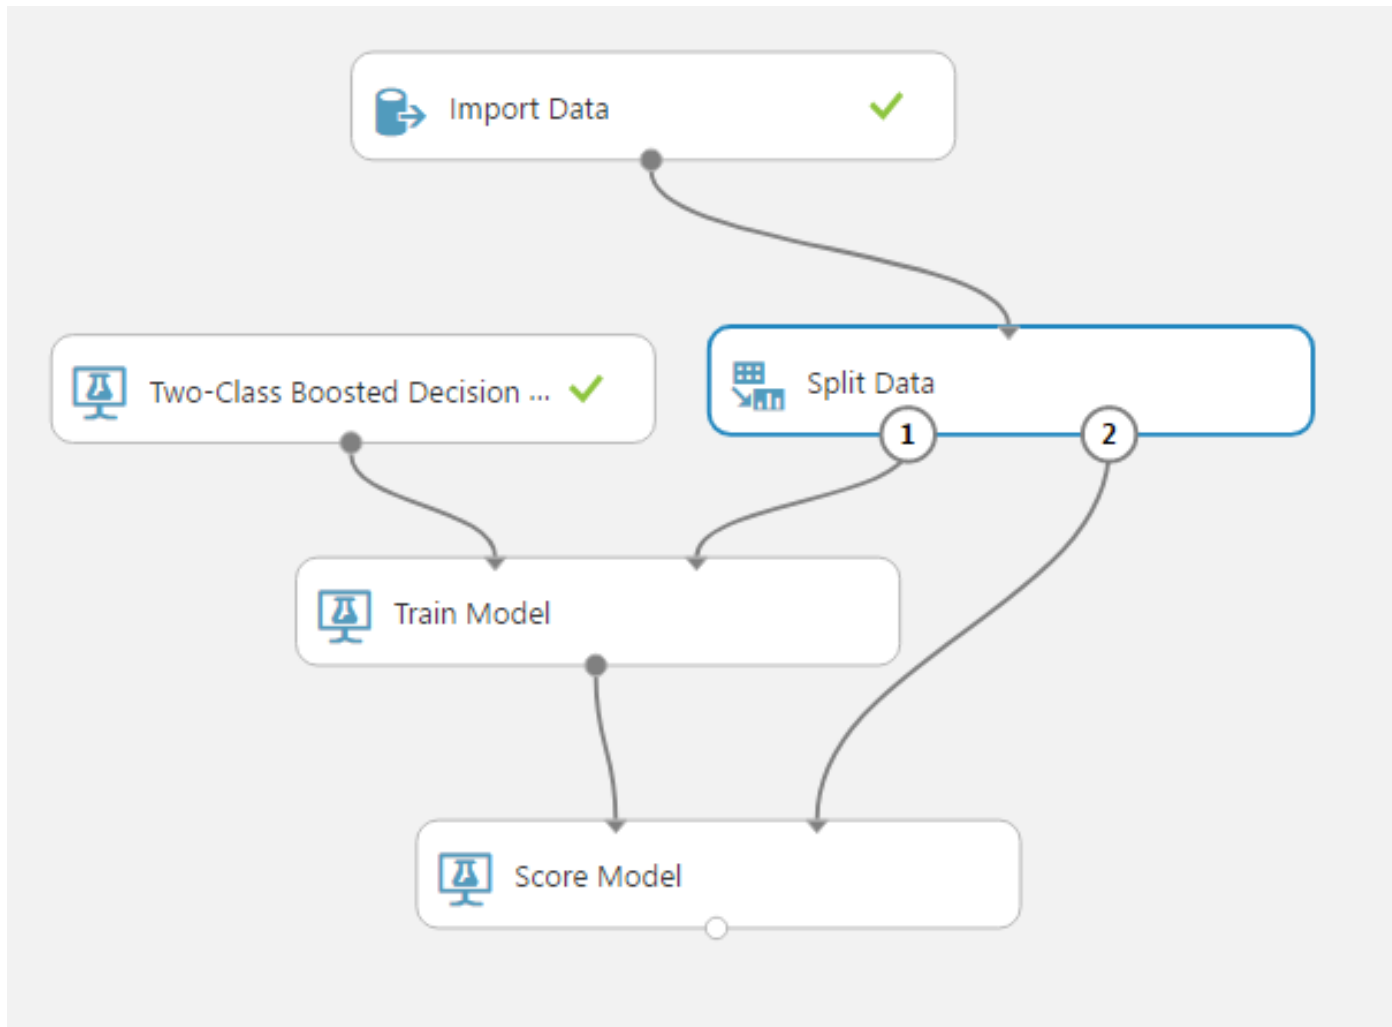 Import Data
Two-Class Boosted Decision ...
Split Data
1
2
Train Model
Score Model